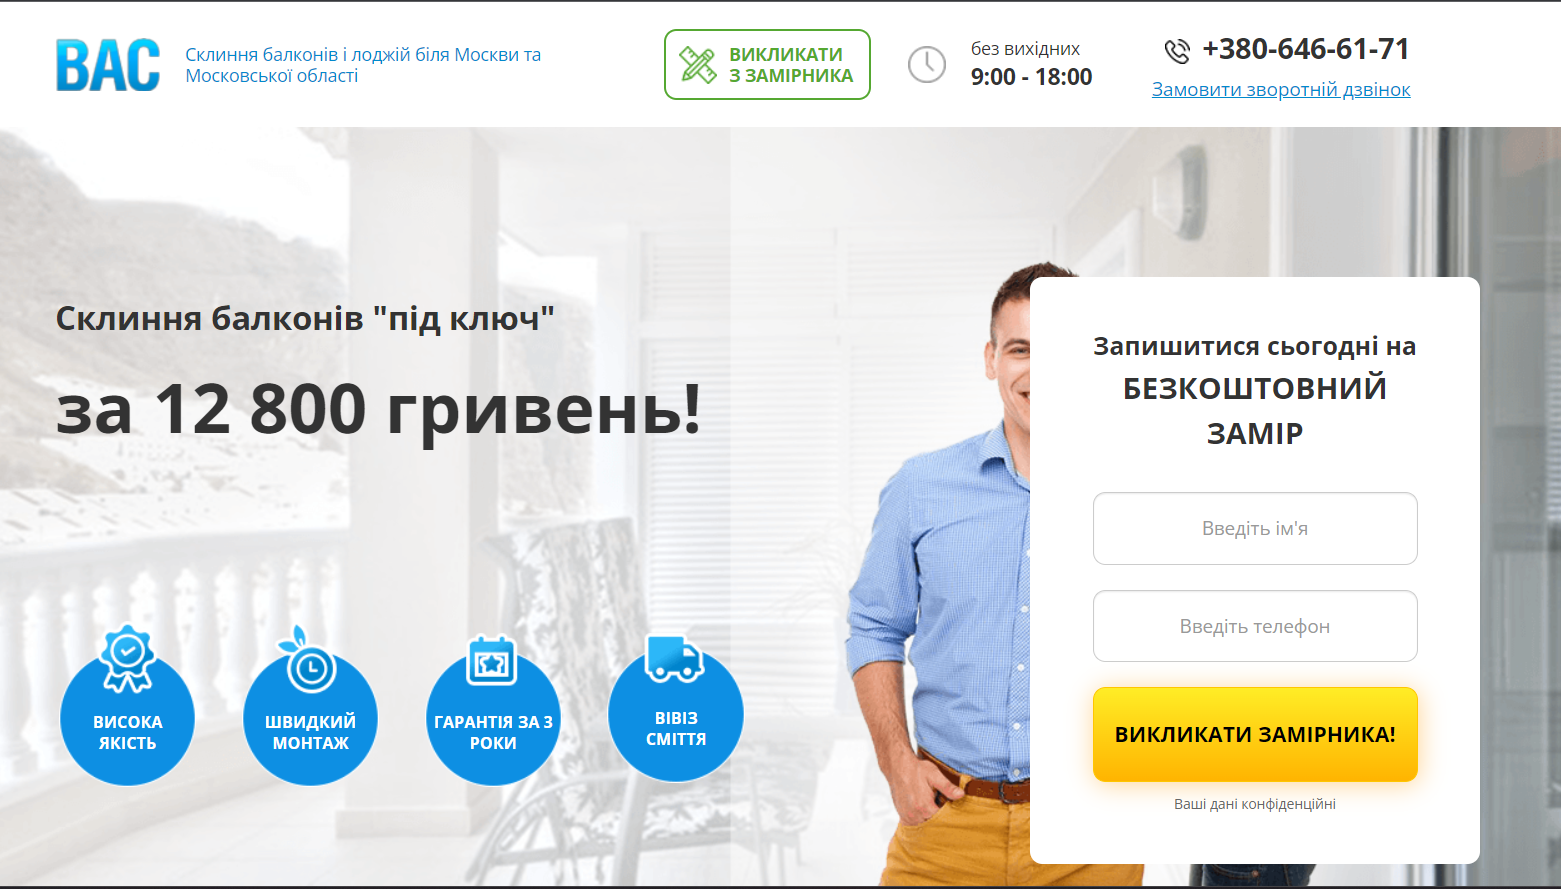 ВАС
Склиння балконів і лоджій біля Москви та
Московської області
ВИКЛИКАТИ
З ЗАМІРНИКА
без вихідних
9:00 - 18:00
+380-646-61-71
Замовити зворотній дзвінок
Склиння балконів "під ключ"
за 12 800 гривень!
Запишитися сьогодні на
БЕЗКОШТОВНИЙ
ЗАМІР
Введіть ім'я
Введіть телефон
ВИКЛИКАТИ ЗАМІРНИКА!
Ваші дані конфіденційні
ВИСОКА
ЯКІСТЬ
ШВИДКИЙ
МОНТАЖ
ГАРАНТІЯ ЗА 3
РОКИ
ВІВІЗ
СМІТТЯ